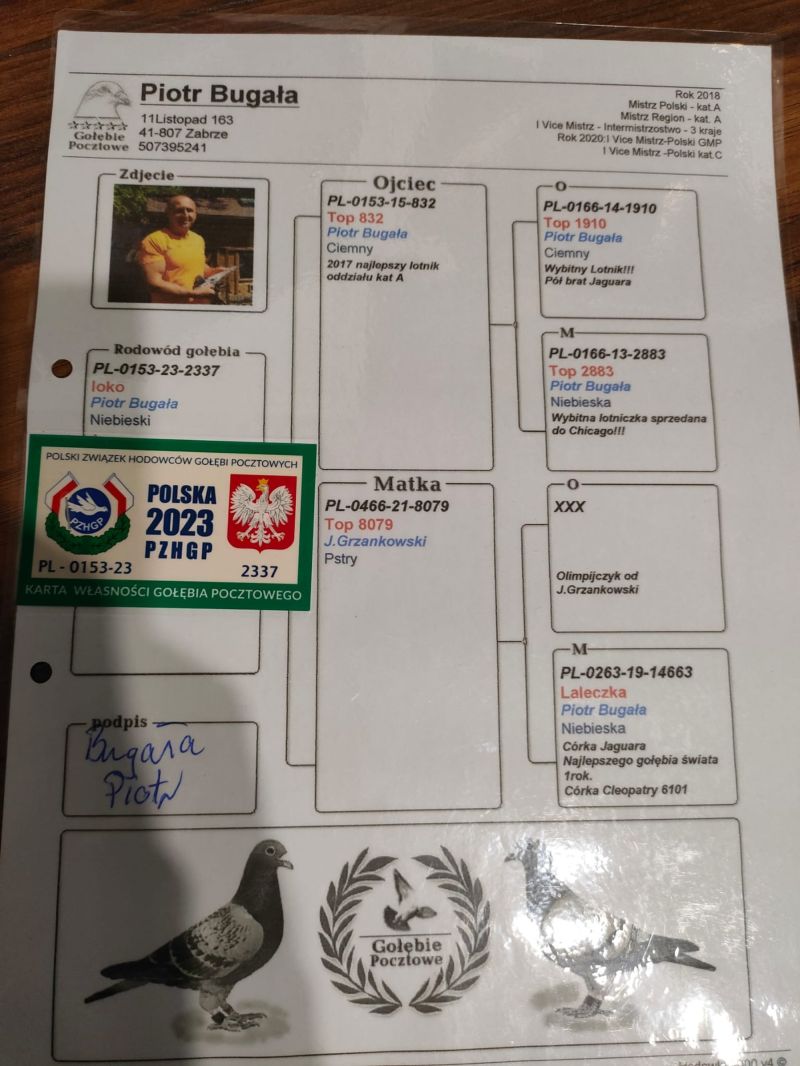 Piotr Bugała
11Listopad 163
41-807 Zabrze
507395241
Gołębie
Pocztowe
Rok 2018
Mistrz Polski - kat.A
Mistrz Region - kat. A
I Vice Mistrz - Intermistrzostwo - 3 kraje
Rok 2020:I Vice Mistrz-Polski GMP
I Vice Mistrz -Polski kat.C
Zdjecie
Rodowód gołębia
PL-0153-23-2337
loko
Piotr Bugała
Niebieski
POLSKI ZWIĄZEK HODOWCÓW GOŁĘBI POCZTOWYCH
PZHGP
POLSKA
2023
PZHGP
PL - 0153-23
2337
KARTA WŁASNOŚCI GOŁĘBIA POCZTOWEGO
podpis
Bugała
Piotr
Ojciec
PL-0153-15-832
Top 832
Piotr Bugała
Ciemny
2017 najlepszy lotnik
oddziału kat A
Matka
PL-0466-21-8079
Top 8079
J.Grzankowski
Pstry
O
PL-0166-14-1910
Top 1910
Piotr Bugała
Ciemny
Wybitny Lotnik!!!
Pół brat Jaguara
M
PL-0166-13-2883
Top 2883
Piotr Bugała
Niebieska
Wybitna lotniczka sprzedana
do Chicago!!!
O
XXX
Olimpijczyk od
J.Grzankowski
M
PL-0263-19-14663
Laleczka
Piotr Bugała
Niebieska
Córka Jaguara
Najlepszego gołębia świata
1rok.
Córka Cleopatry 6101
Gołębie
Pocztowe
v4 ©